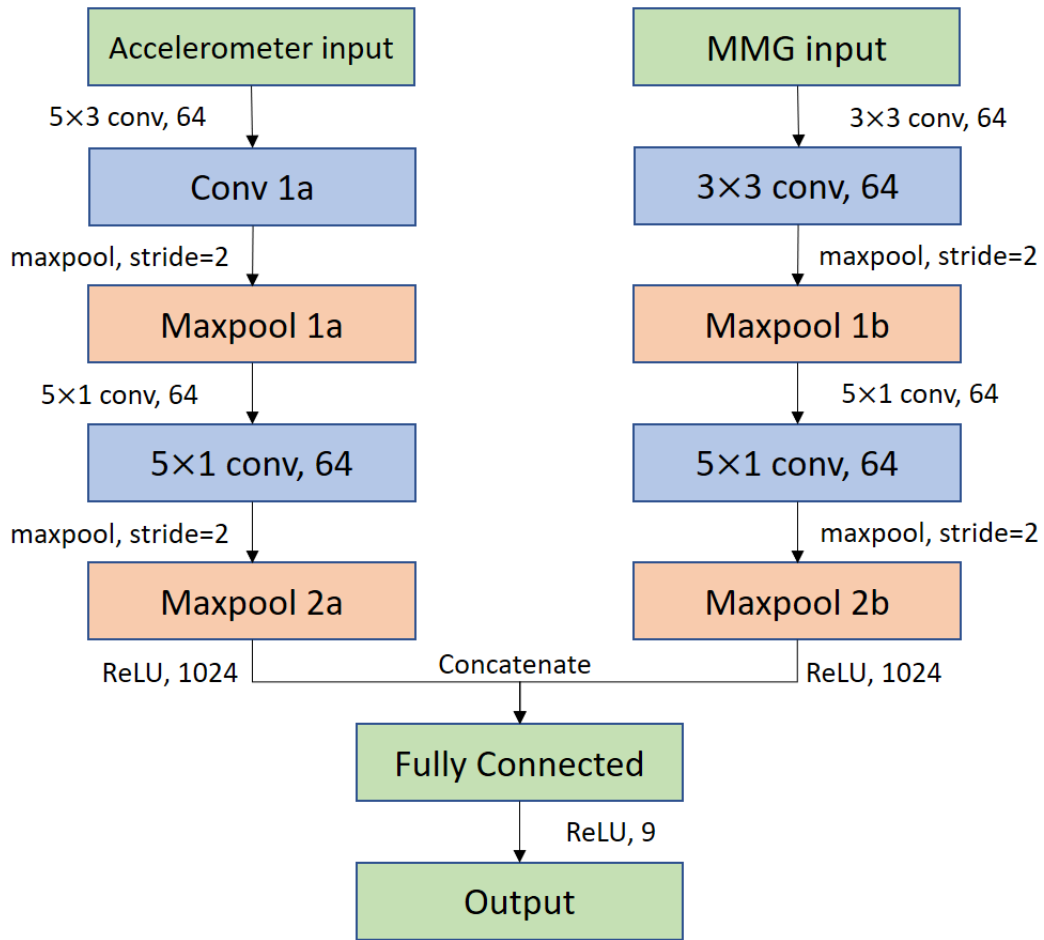 Accelerometer input
MMG input
5×3 conv, 64
3×3 conv, 64
Conv 1a
3×3 conv, 64
maxpool, stride=2
maxpool, stride=2
Maxpool 1a
Maxpool 1b
5×1 conv, 64
5×1 conv, 64
5×1 conv, 64
5×1 conv, 64
maxpool, stride=2
maxpool, stride=2
Maxpool 2a
Maxpool 2b
ReLU, 1024
Concatenate
ReLU, 1024
Fully Connected
ReLU, 9
Output